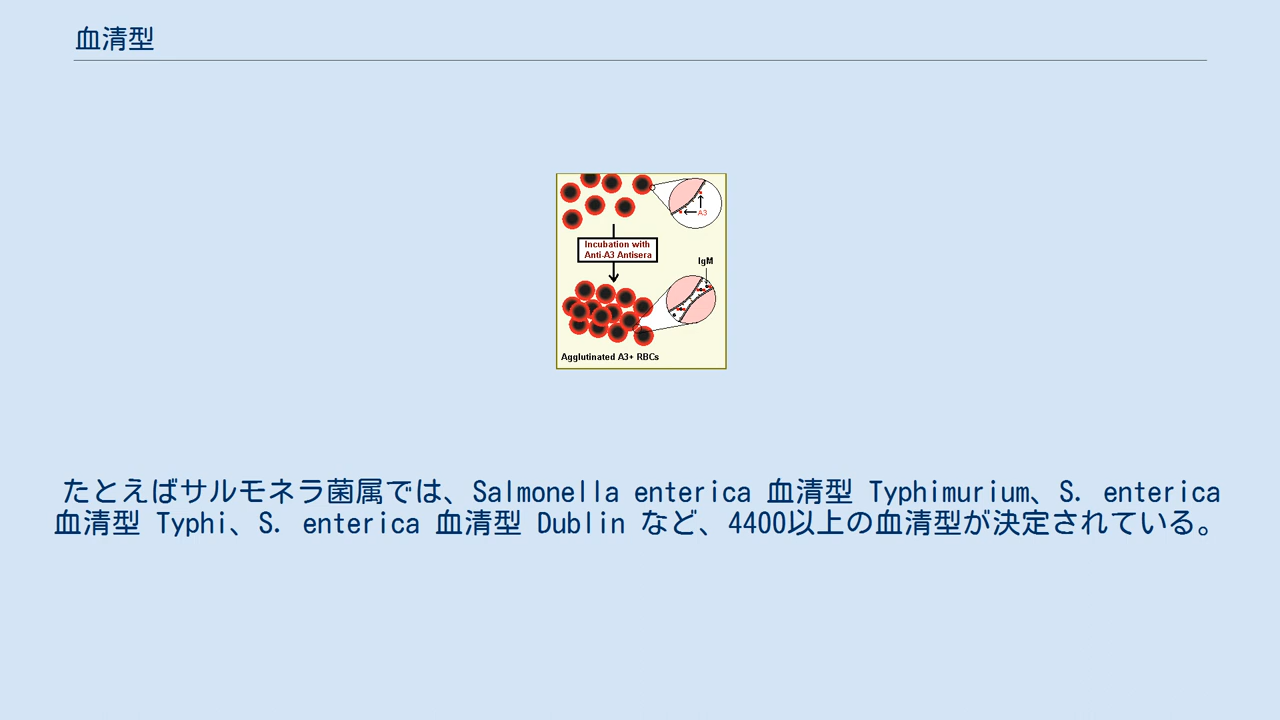 血清型
A3
Incubation with
Anti-A3 Antisera
IgM
Agglutinated A3+ RBCs
たとえばサルモネラ菌属では、Salmonella enterica 血清型 Typhimurium、S. enterica
血清型 Typhi、S. enterica 血清型 Dublin など、4400以上の血清型が決定されている。